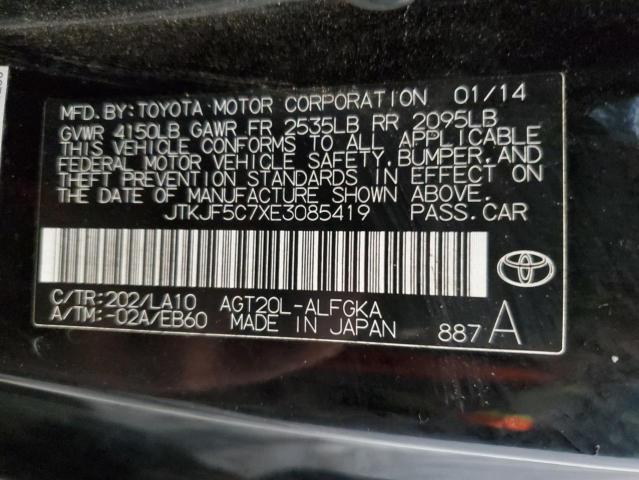 MFD. BY: TOYOTA MOTOR CORPORATION 01/14
GVWR 4150LB GAWR FR 2535LB RR 2095LB
THIS VEHICLE CONFORMS TO ALL APPLICABLE
FEDERAL MOTOR VEHICLE SAFETY, BUMPER, AND
THEFT PREVENTION STANDARDS IN EFFECT ON
THE DATE OF MANUFACTURE SHOWN ABOVE.
JTKJF5C7XE3085419 PASS. CAR
C/TR: 202/LA10 AGT20L-ALFGKA
A/TM: -02A/EB60 MADE IN JAPAN 887 A